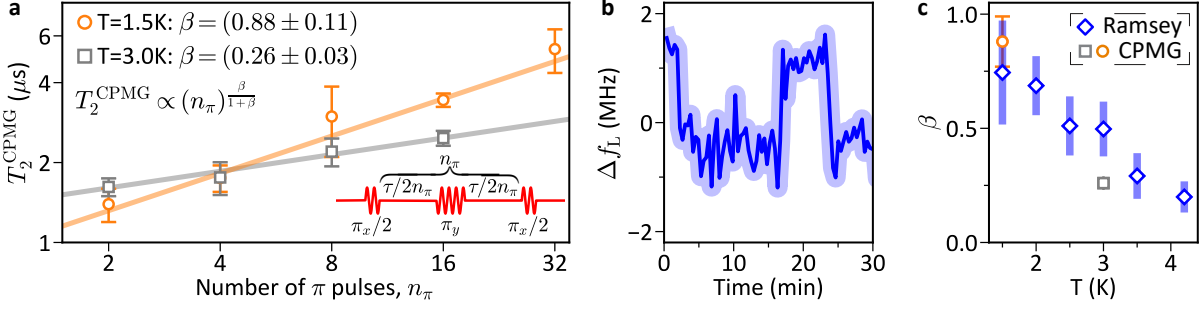 a
T=1.5K: β = (0.88 ± 0.11)
T=3.0K: β = (0.26 ± 0.03)
T₂^CPMG ∝ (n_π)^(β/(1+β))
T₂^CPMG (μs)
6
4
2
1
n_π
τ/2n_π
τ/2n_π
π_x/2
π_y
π_x/2
2
4
8
16
32
Number of π pulses, n_π
b
Δf_L (MHz)
2
0
−2
0
10
20
30
Time (min)
c
Ramsey
CPMG
β
1.0
0.5
0.0
2
3
4
T (K)